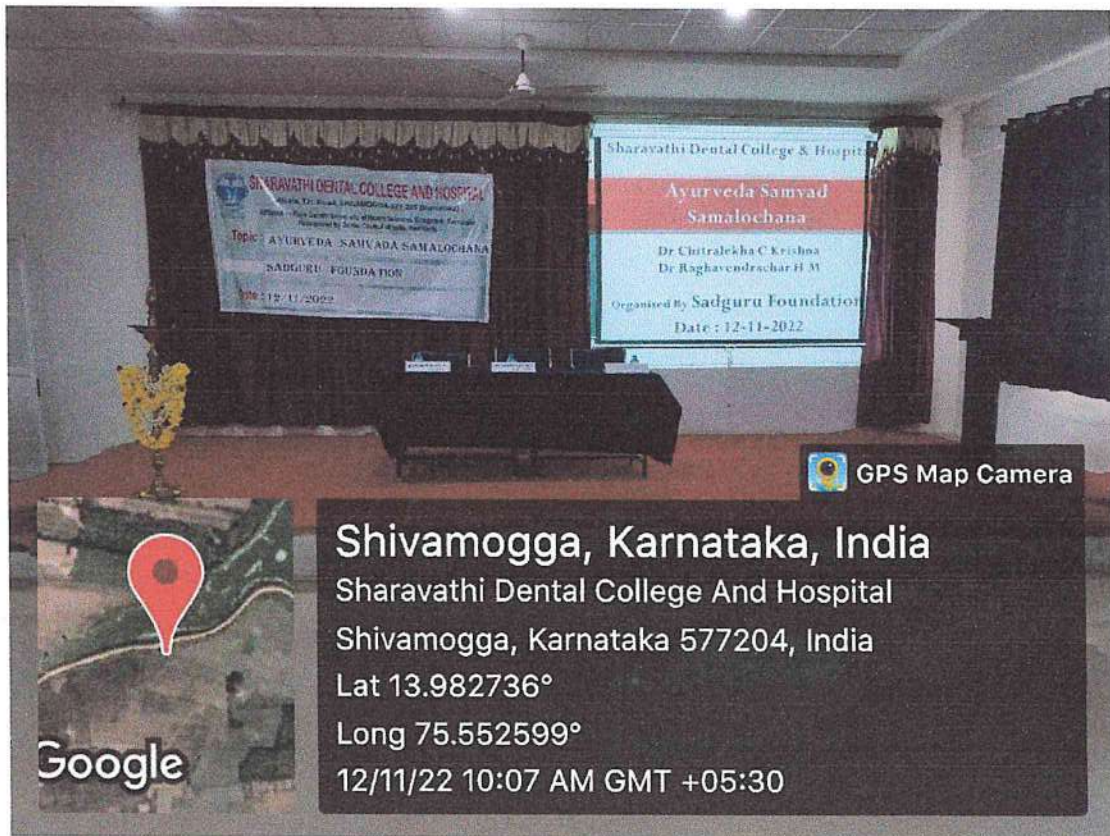 SHARAVATHI DENTAL COLLEGE AND HOSPITAL
Topic : AYURVEDA SAMVADA SAMALOCHANA
SADGURU FOUNDATION
Date : 12/11/2022
Sharavathi Dental College & Hospita
Ayurveda Samvad
Samalochana
Dr Chitralekha C Krishna
Dr Raghavendrachar H M
Organised By Sadguru Foundation
Date : 12-11-2022
GPS Map Camera
Shivamogga, Karnataka, India
Sharavathi Dental College And Hospital
Shivamogga, Karnataka 577204, India
Lat 13.982736°
Long 75.552599°
12/11/22 10:07 AM GMT +05:30
Google